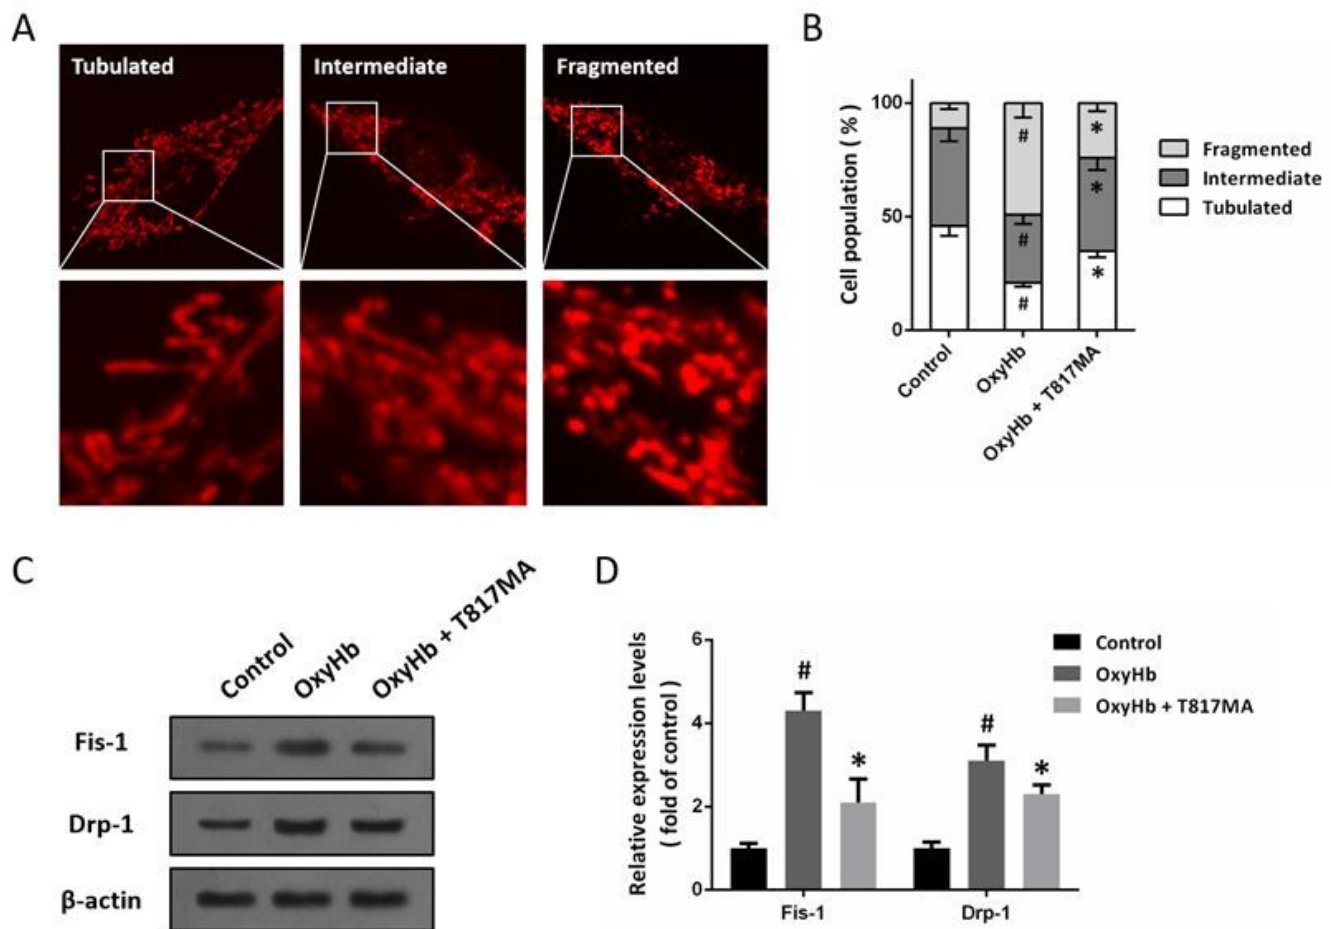 A
Tubulated
Intermediate
Fragmented
B
Cell population ( % )
100
50
0
Control
OxyHb
OxyHb + T817MA
#
#
#
*
*
*
Fragmented
Intermediate
Tubulated
C
Control
OxyHb
OxyHb + T817MA
Fis-1
Drp-1
β-actin
D
Relative expression levels
( fold of control )
6
4
2
0
#
*
#
*
Fis-1
Drp-1
Control
OxyHb
OxyHb + T817MA